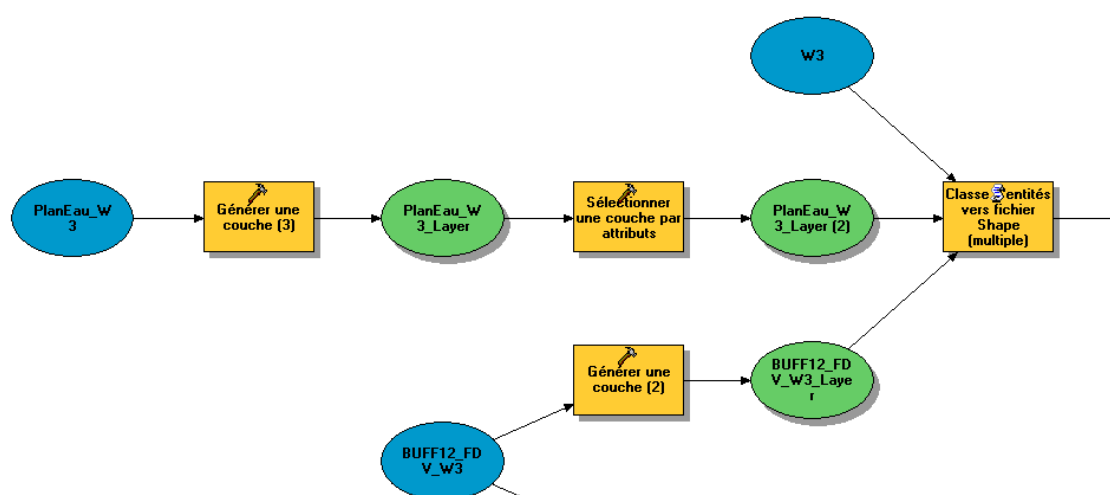 W3
PlanEau_W
3
Générer une
couche (3)
PlanEau_W
3_Layer
Sélectionner
une couche par
attributs
PlanEau_W
3_Layer (2)
Classe entités
vers fichier
Shape
(multiple)
Générer une
couche (2)
BUFF12_FD
V_W3_Laye
r
BUFF12_FD
V_W3